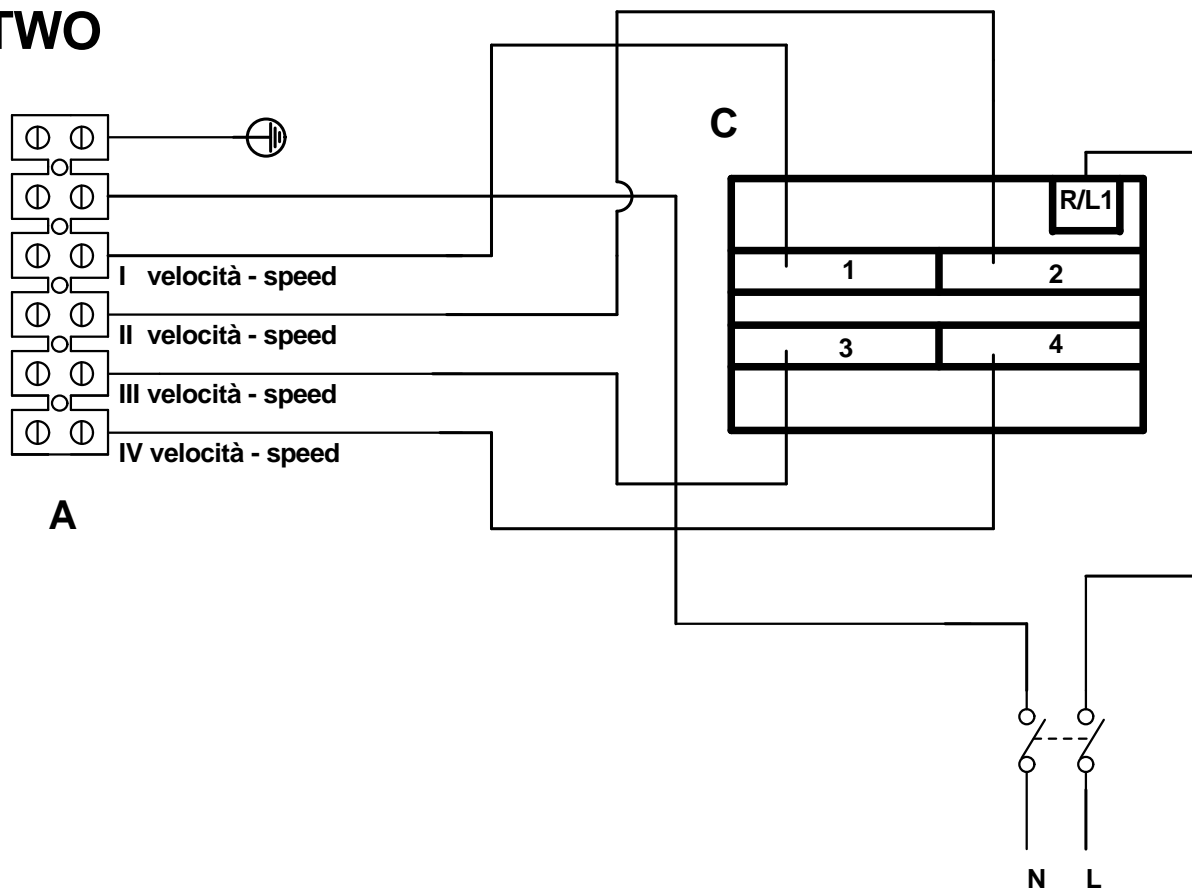 TWO
C
R/L1
1
2
I velocità - speed
II velocità - speed
3
4
III velocità - speed
IV velocità - speed
A
N L